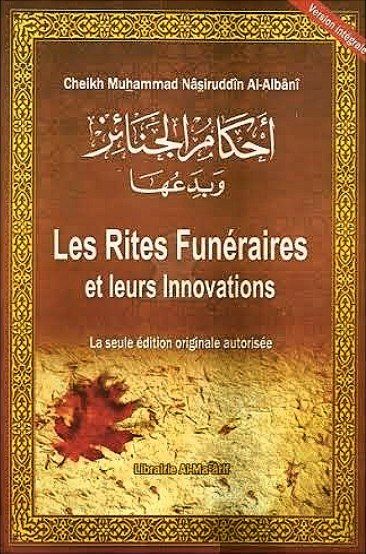 Version intégrale
Cheikh Muhammad Nâṣiruddîn Al-Albânî
أحكام الجنائز
وبدعها
Les Rites Funéraires
et leurs Innovations
La seule édition originale autorisée
Librairie Al-Ma'ârif